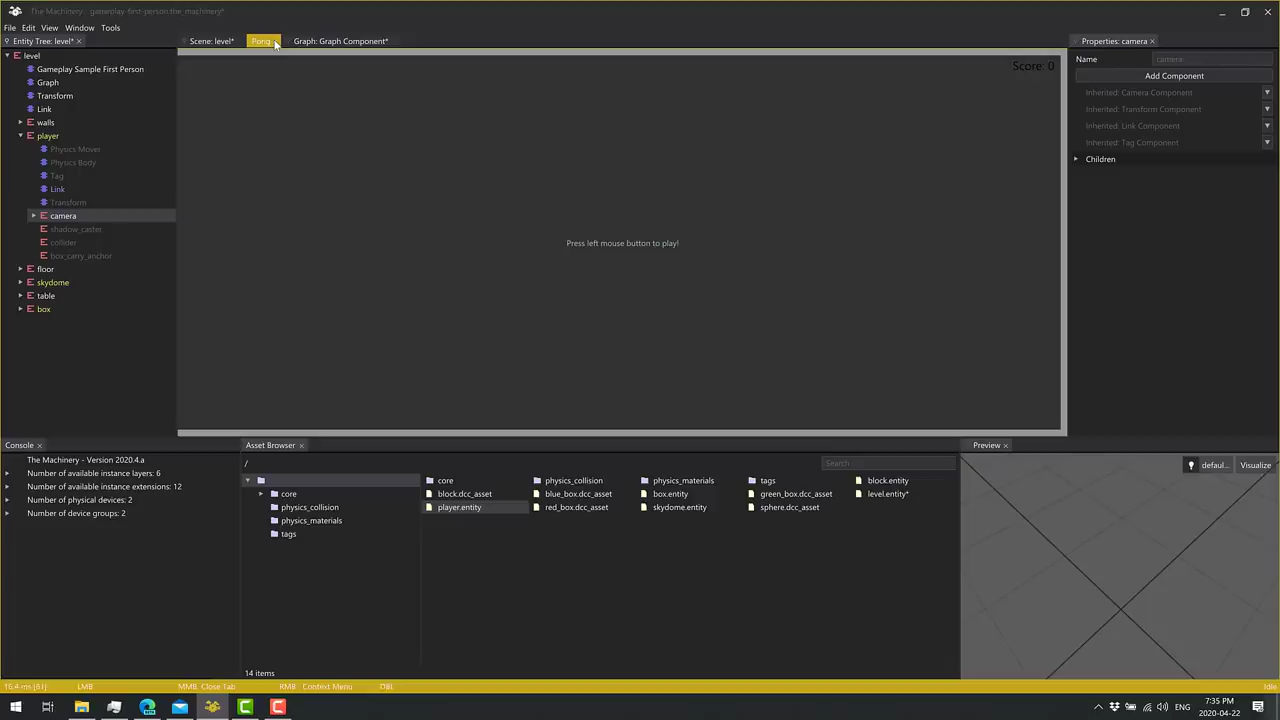 The Machinery - gameplay-first-person.the_machinery*
File Edit View Window Tools
Entity Tree: level* ×
Scene: level*
Pong
Graph: Graph Component*
Properties: camera ×
level
Gameplay Sample First Person
Graph
Transform
Link
walls
player
Physics Mover
Physics Body
Tag
Link
Transform
camera
shadow_caster
collider
box_carry_anchor
floor
skydome
table
box
Score: 0
Press left mouse button to play!
Name camera
Add Component
Inherited: Camera Component
Inherited: Transform Component
Inherited: Link Component
Inherited: Tag Component
Children
Console ×
The Machinery - Version 2020.4.a
Number of available instance layers: 6
Number of available instance extensions: 12
Number of physical devices: 2
Number of device groups: 2
Asset Browser ×
/
Search
core
physics_collision
physics_materials
tags
core physics_collision physics_materials tags block.entity
block.dcc_asset blue_box.dcc_asset box.entity green_box.dcc_asset level.entity*
player.entity red_box.dcc_asset skydome.entity sphere.dcc_asset
14 items
Preview ×
defaul... Visualize
LMB MMB: Close Tab RMB: Context Menu DBL Idle
ENG
7:35 PM
2020-04-22